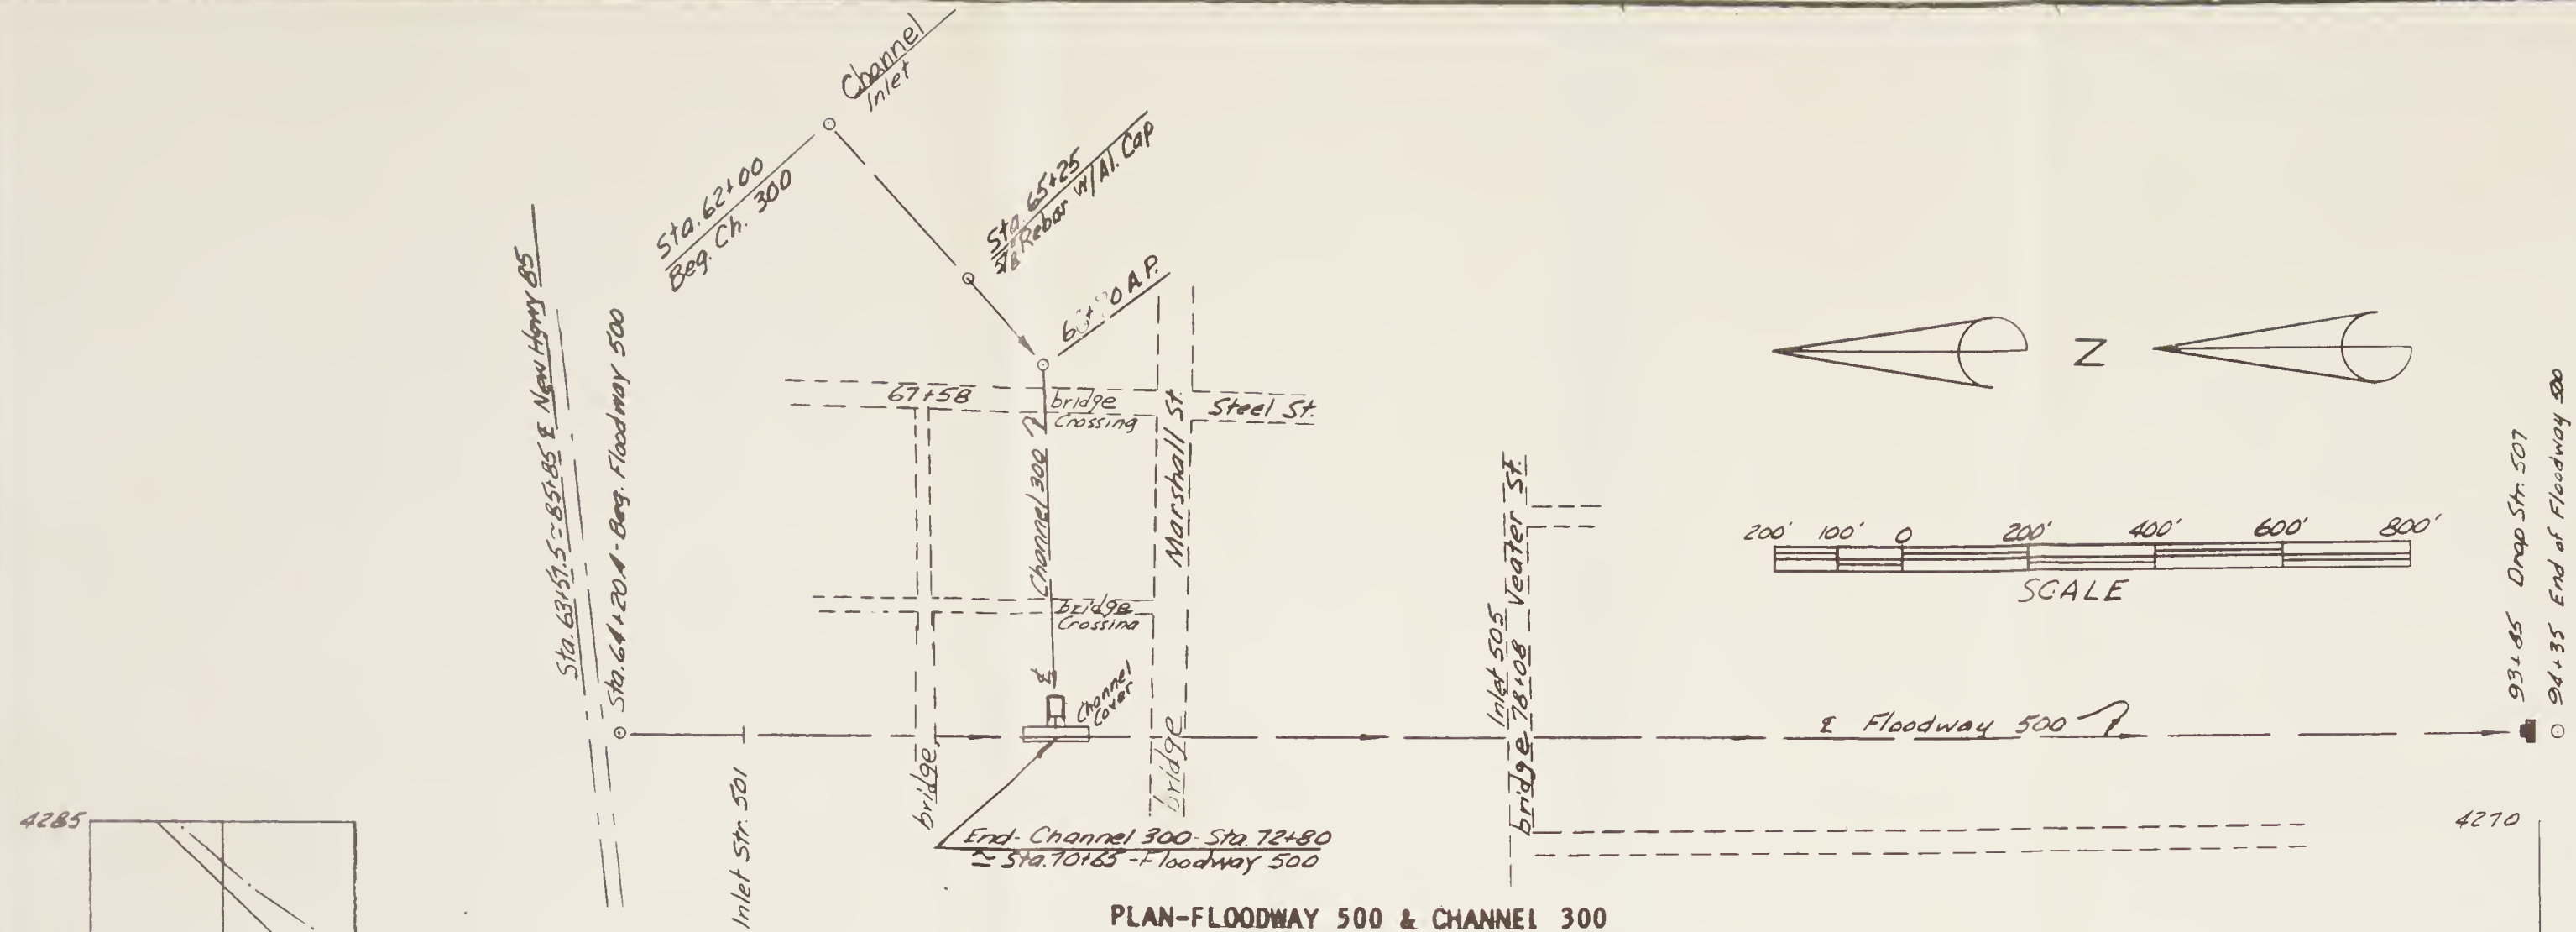 Channel
Inlet
Sta. 62+00
Beg. Ch. 300
Sta. 65+25
5/8" Rebar w/Al. Cap
A.P.
Sta. 63+57.5 ≃ 85+85 ℄ New Hgwy 85
Sta. 64+20.4 - Beg. Floodway 500
67+58
bridge
Crossing
Steel St.
Marshall St.
Channel 300
bridge
Crossing
℄
Channel
Cover
bridge
bridge
Inlet Str. 501
End- Channel 300- Sta. 72+80
≃ Sta. 70+65 -Floodway 500
Inlet 505
bridge 78+08 Veater St.
N
200' 100' 0 200' 400' 600' 800'
SCALE
℄ Floodway 500
93+85 Drop Str. 507
94+35 End of Floodway 500
4285
4270
PLAN-FLOODWAY 500 & CHANNEL 300